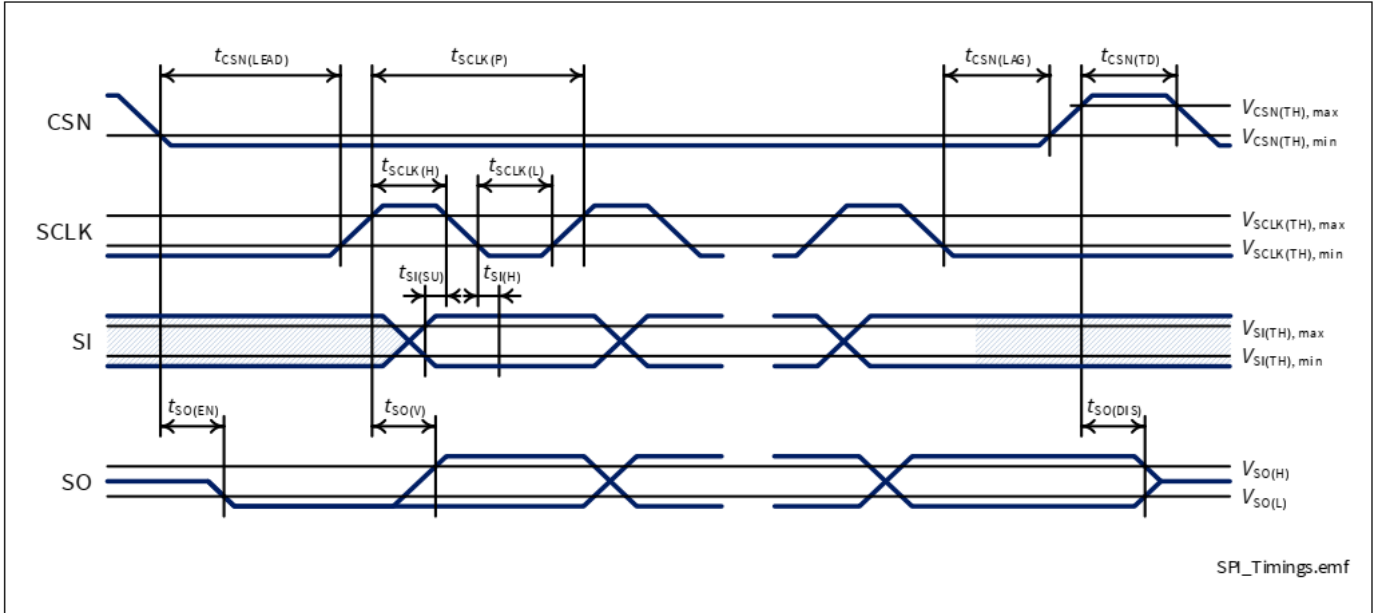 tCSN(LEAD)
tSCLK(P)
tCSN(LAG)
tCSN(TD)
CSN
VCSN(TH), max
VCSN(TH), min
tSCLK(H)
tSCLK(L)
SCLK
VSCLK(TH), max
VSCLK(TH), min
tSI(SU)
tSI(H)
SI
VSI(TH), max
VSI(TH), min
tSO(EN)
tSO(V)
tSO(DIS)
SO
VSO(H)
VSO(L)
SPI_Timings.emf